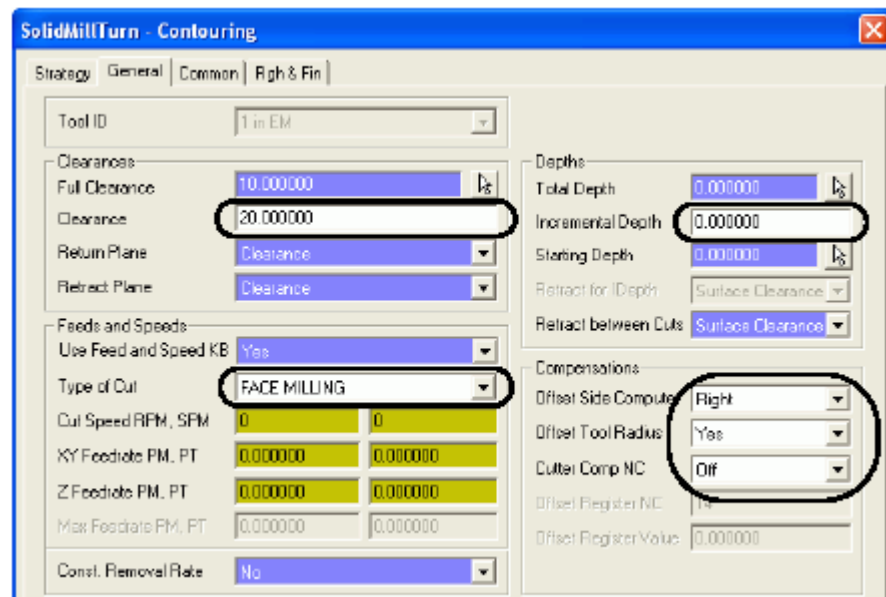 SolidMillTurn - Contouring
Strategy General Common Rgh & Fin
Tool ID 1 in EM
Clearances
Full Clearance 10.000000
Clearance 20.000000
Return Plane Clearance
Retract Plane Clearance
Feeds and Speeds
Use Feed and Speed KB Yes
Type of Cut FACE MILLING
Cut Speed RPM, SFM 0 0
XY Feedrate PM, PT 0.000000 0.000000
Z Feedrate PM, PT 0.000000 0.000000
Max Feedrate PM, PT 0.000000 0.000000
Const. Removal Rate No
Depths
Total Depth 0.000000
Incremental Depth 0.000000
Starting Depth 0.000000
Retract for IDepth Surface Clearance
Retract between Cuts Surface Clearance
Compensations
Offset Side Computer Right
Offset Tool Radius Yes
Cutter Comp NC Off
Offset Register NC 14
Offset Register Value 0.000000